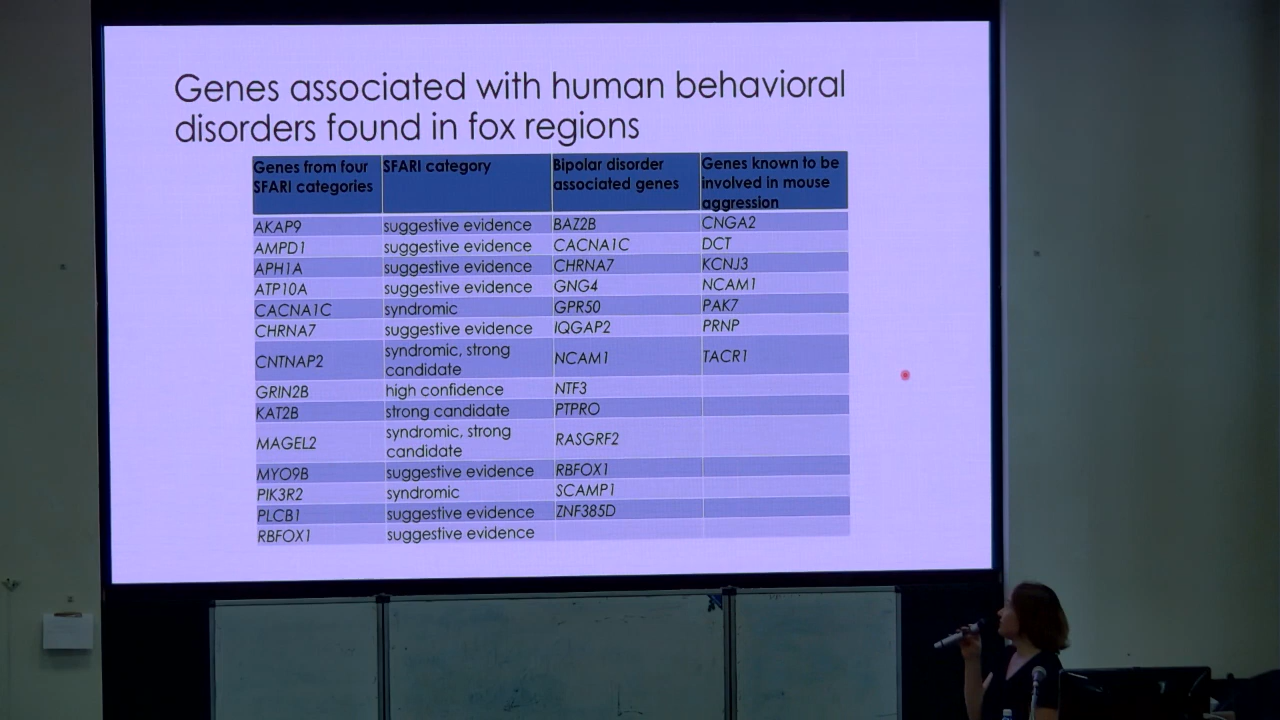 Genes associated with human behavioral
disorders found in fox regions
Genes from four SFARI categories | SFARI category | Bipolar disorder associated genes | Genes known to be involved in mouse aggression
AKAP9 | suggestive evidence | BAZ2B | CNGA2
AMPD1 | suggestive evidence | CACNA1C | DCT
APH1A | suggestive evidence | CHRNA7 | KCNJ3
ATP10A | suggestive evidence | GNG4 | NCAM1
CACNA1C | syndromic | GPR50 | PAK7
CHRNA7 | suggestive evidence | IQGAP2 | PRNP
CNTNAP2 | syndromic, strong candidate | NCAM1 | TACR1
GRIN2B | high confidence | NTF3
KAT2B | strong candidate | PTPRO
MAGEL2 | syndromic, strong candidate | RASGRF2
MYO9B | suggestive evidence | RBFOX1
PIK3R2 | syndromic | SCAMP1
PLCB1 | suggestive evidence | ZNF385D
RBFOX1 | suggestive evidence